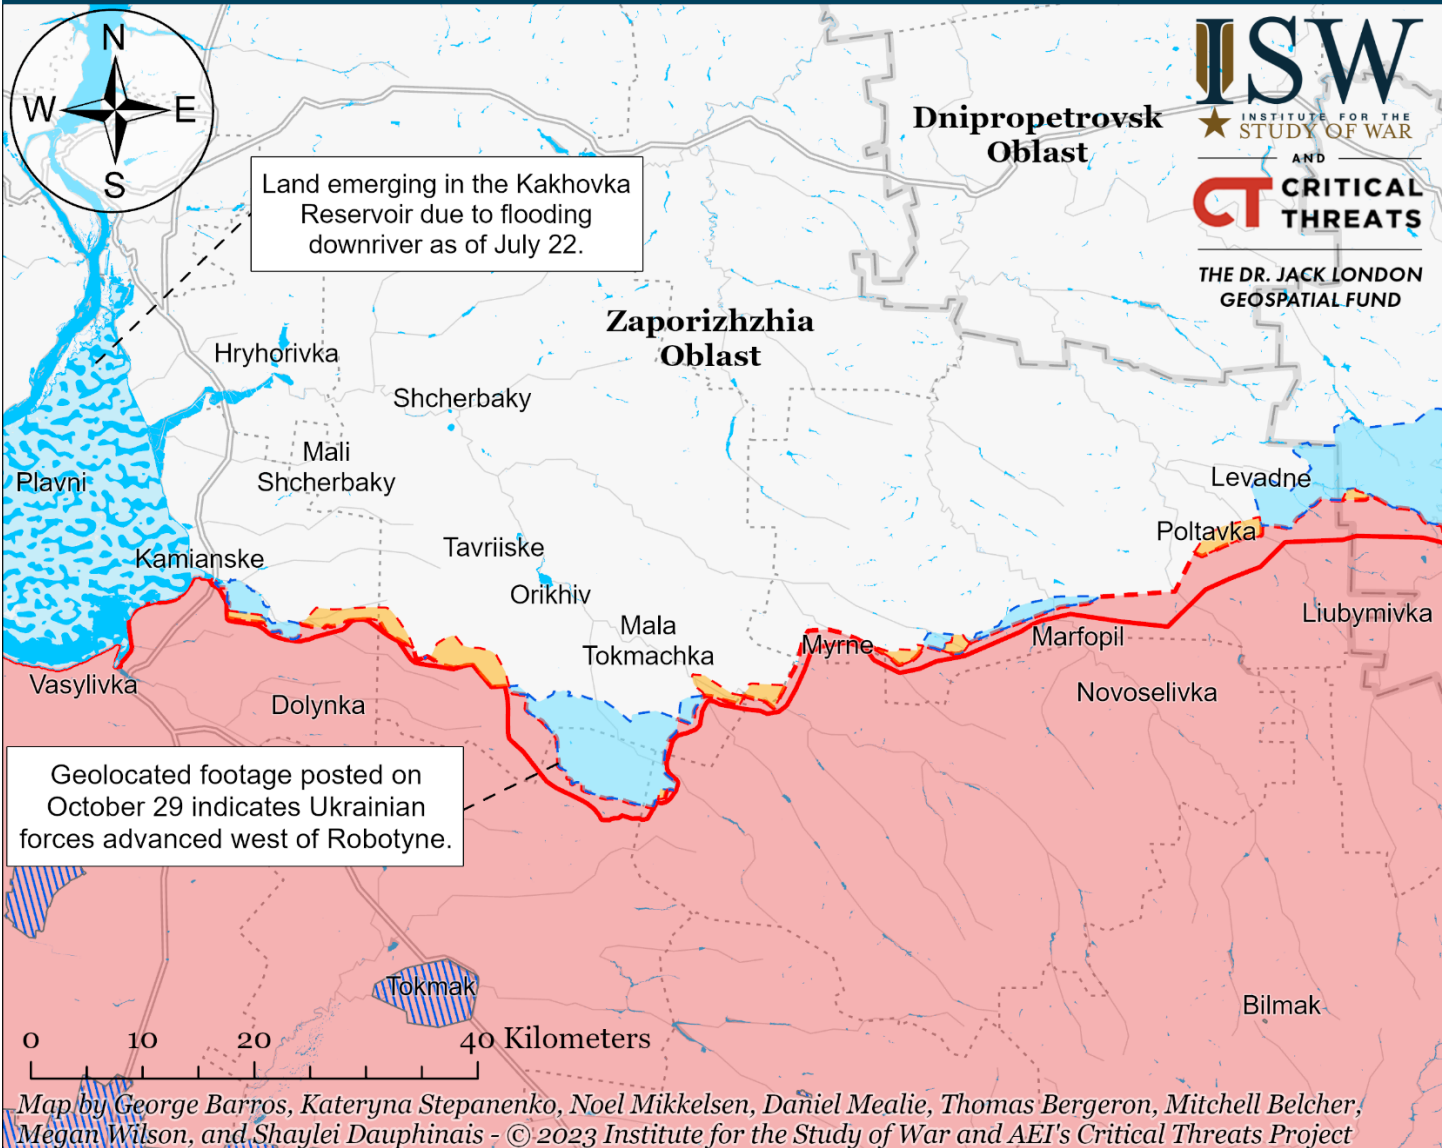 N
W
E
S
ISW
INSTITUTE FOR THE
STUDY OF WAR
AND
CT CRITICAL
THREATS
THE DR. JACK LONDON
GEOSPATIAL FUND
Dnipropetrovsk
Oblast
Land emerging in the Kakhovka
Reservoir due to flooding
downriver as of July 22.
Zaporizhzhia
Oblast
Hryhorivka
Shcherbaky
Mali
Shcherbaky
Plavni
Levadne
Poltavka
Kamianske
Tavriiske
Orikhiv
Mala
Tokmachka
Myrne
Marfopil
Liubymivka
Vasylivka
Dolynka
Novoselivka
Geolocated footage posted on
October 29 indicates Ukrainian
forces advanced west of Robotyne.
Tokmak
Bilmak
0 10 20 40 Kilometers
Map by George Barros, Kateryna Stepanenko, Noel Mikkelsen, Daniel Mealie, Thomas Bergeron, Mitchell Belcher,
Megan Wilson, and Shaylei Dauphinais - © 2023 Institute for the Study of War and AEI's Critical Threats Project